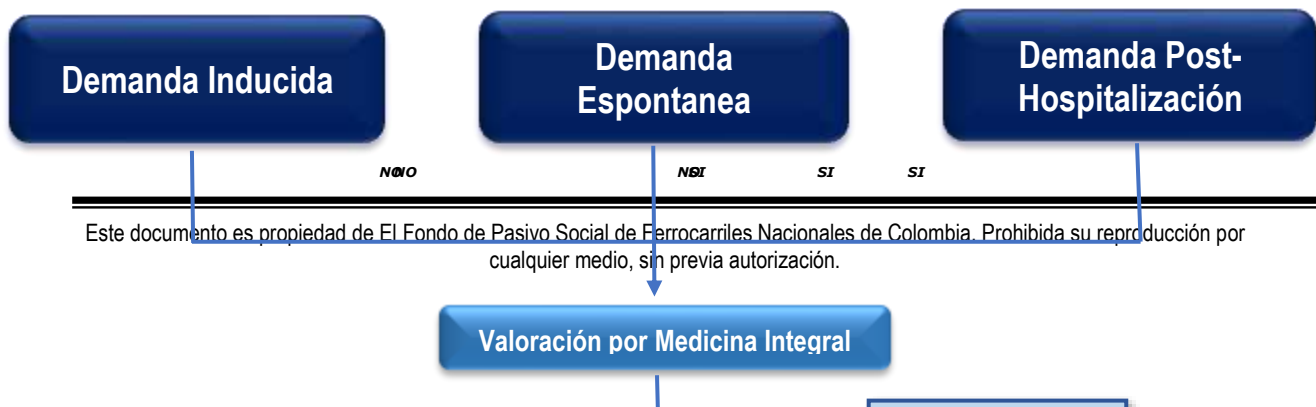 Demanda Inducida
Demanda
Espontanea
Demanda Post-
Hospitalización
NO SI SI
Este documento es propiedad de El Fondo de Pasivo Social de Ferrocarriles Nacionales de Colombia. Prohibida su reproducción por
cualquier medio, sin previa autorización.
Valoración por Medicina Integral